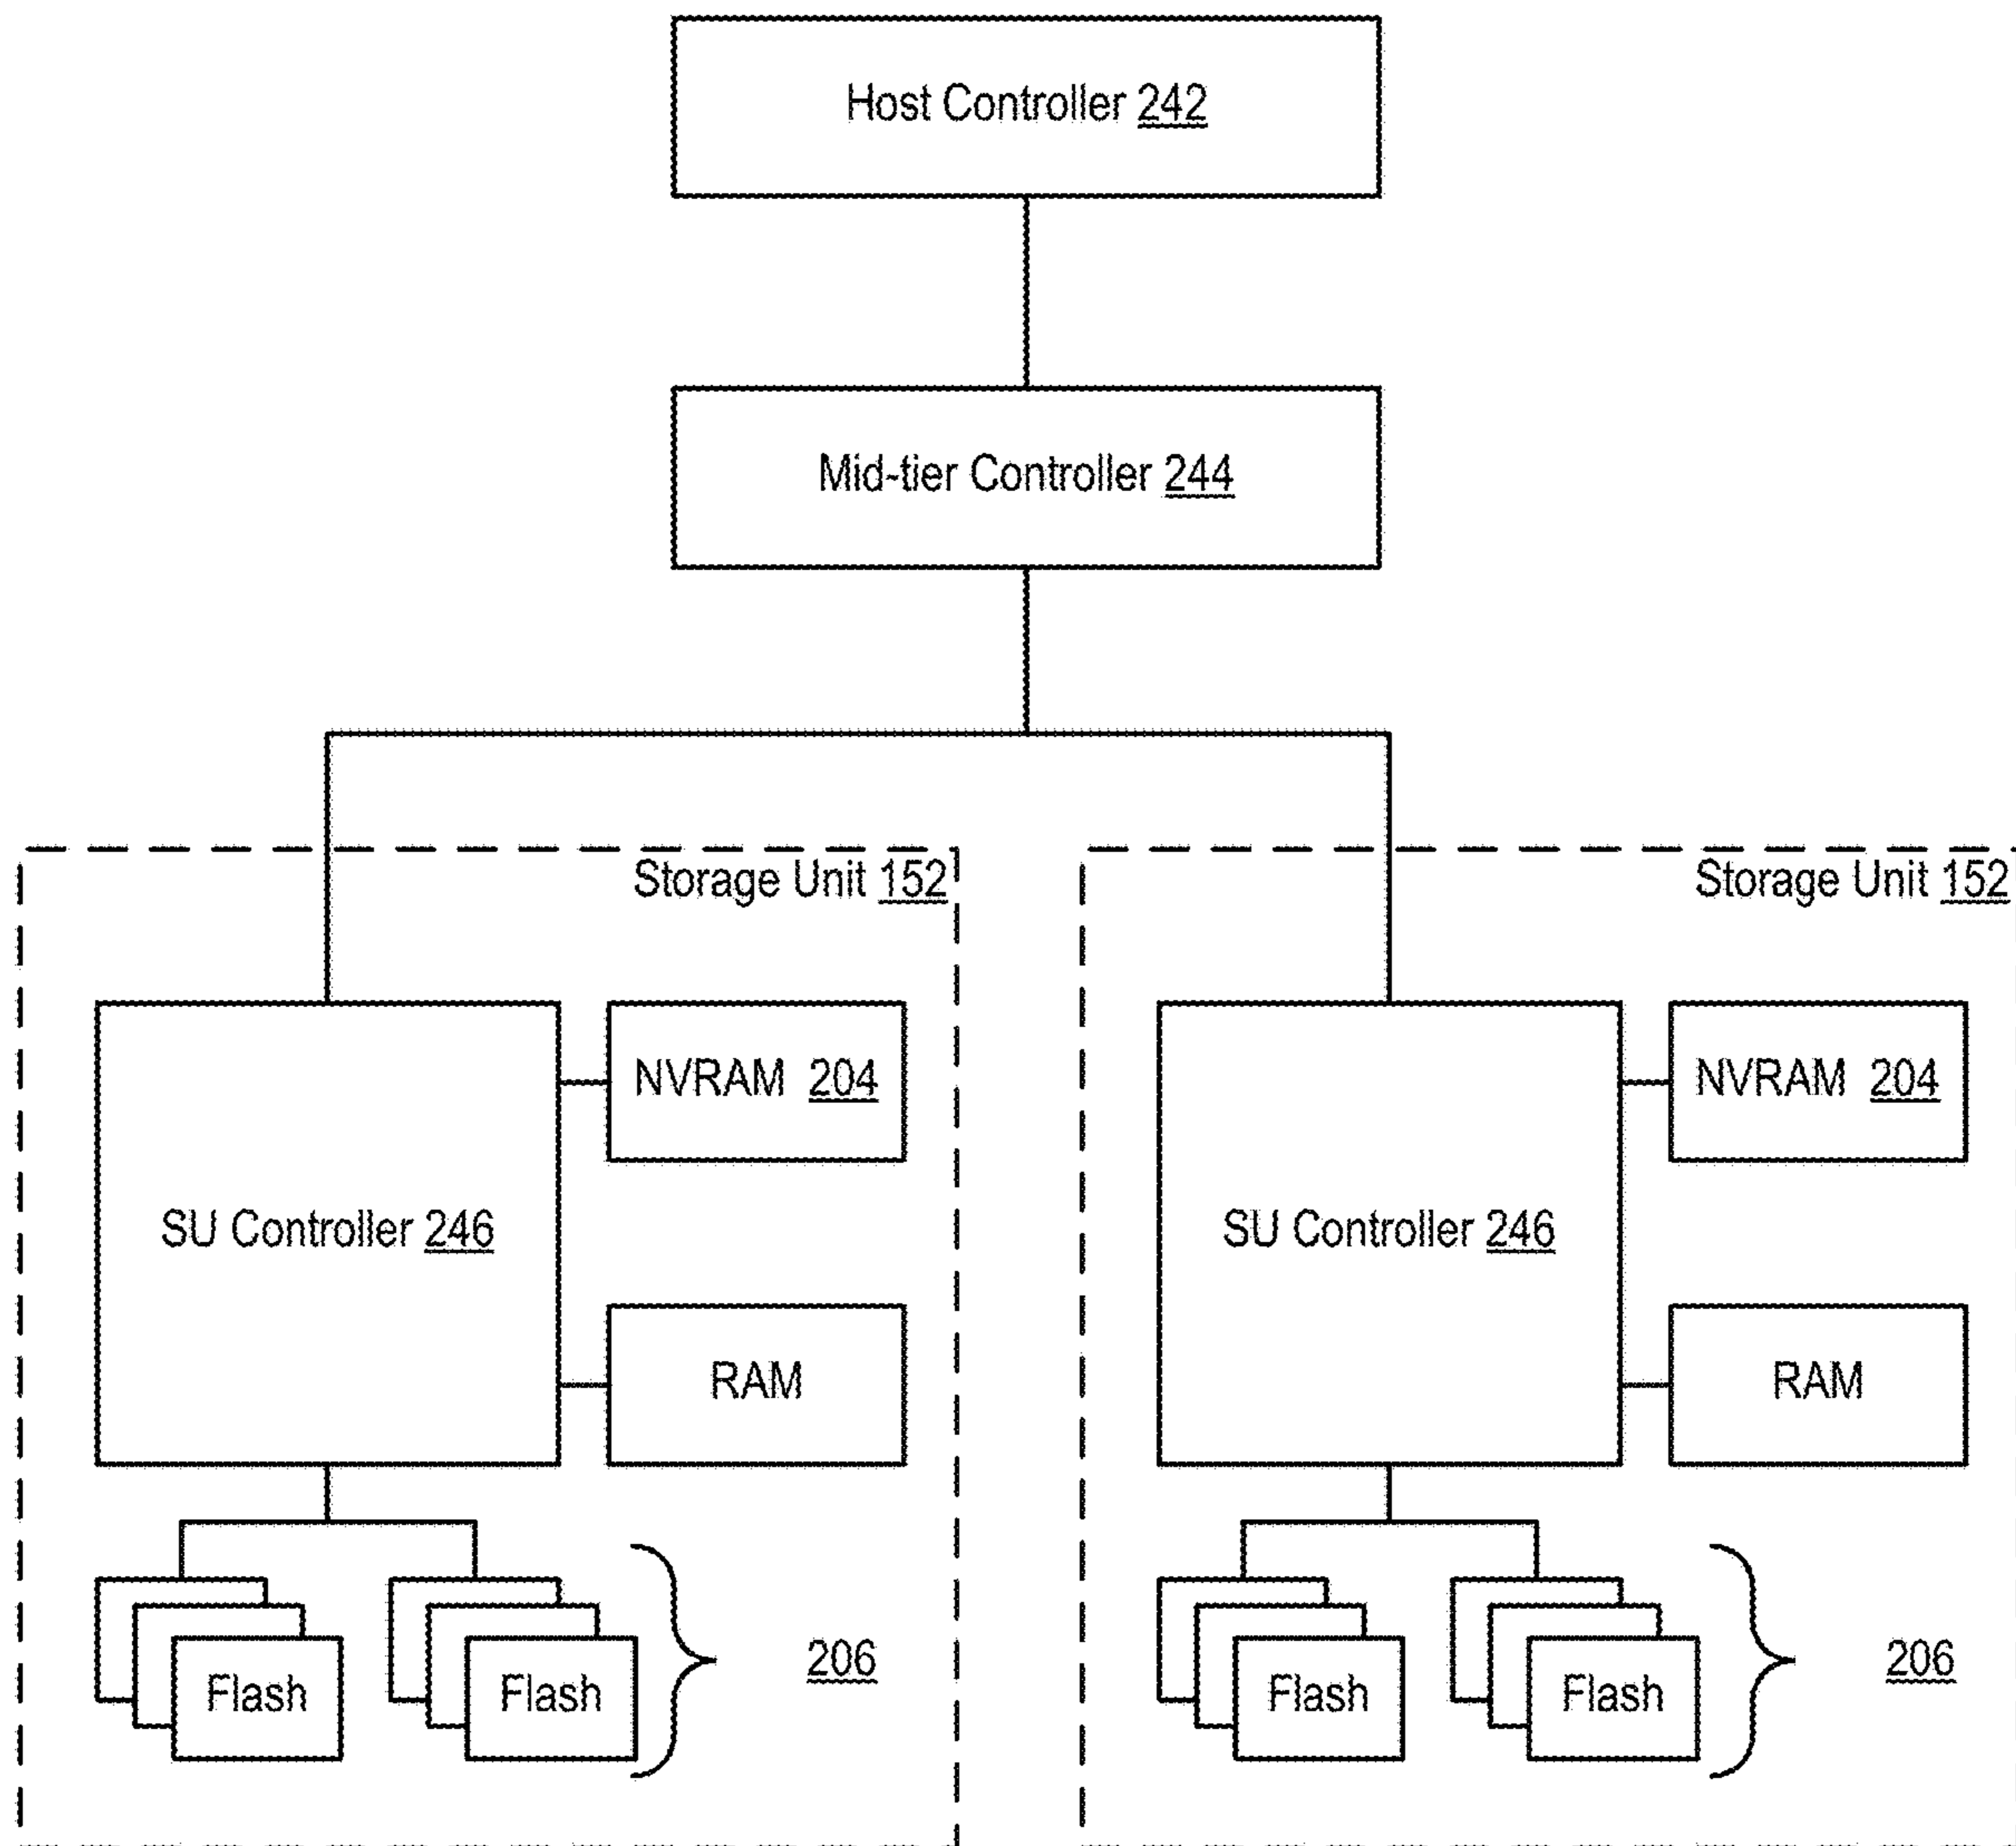 Host Controller 242
Mid-tier Controller 244
Storage Unit 152
Storage Unit 152
NVRAM 204
NVRAM 204
SU Controller 246
SU Controller 246
RAM
RAM
Flash
Flash
206
Flash
Flash
206